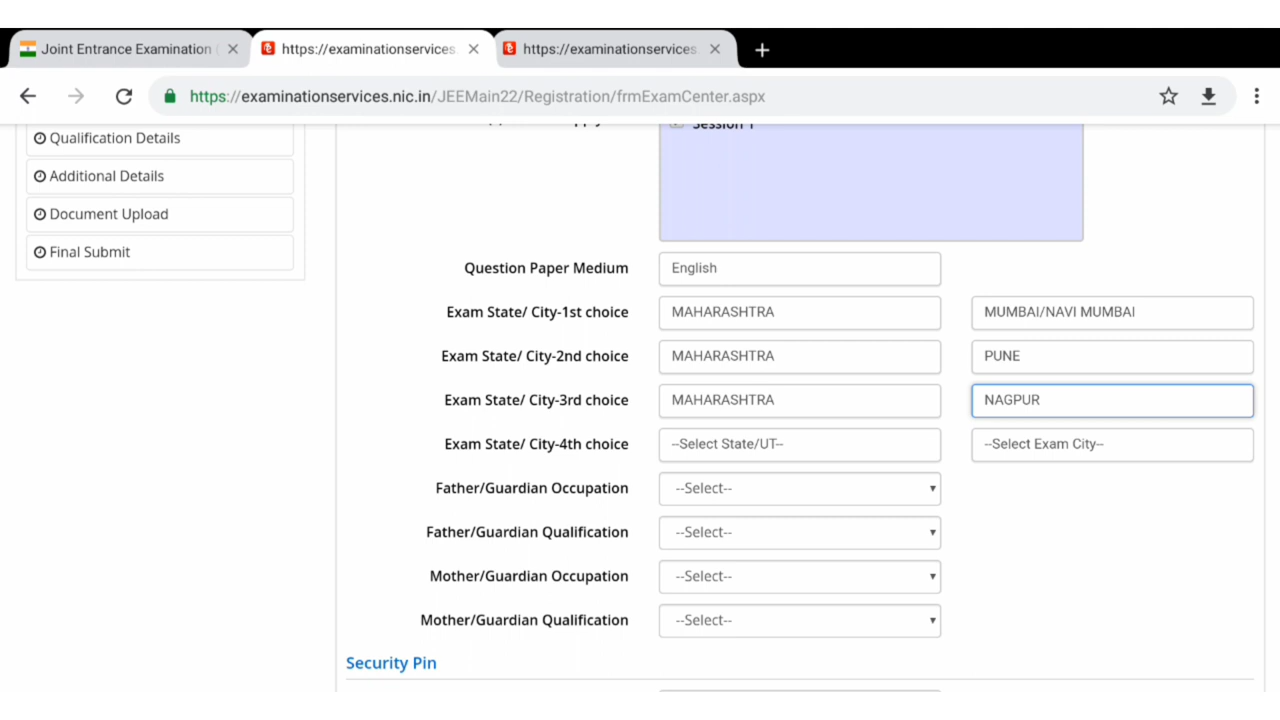 Joint Entrance Examination (
https://examinationservices.
https://examinationservices.
https://examinationservices.nic.in/JEEMain22/Registration/frmExamCenter.aspx
Session 1
Qualification Details
Additional Details
Document Upload
Final Submit
Question Paper Medium English
Exam State/ City-1st choice MAHARASHTRA MUMBAI/NAVI MUMBAI
Exam State/ City-2nd choice MAHARASHTRA PUNE
Exam State/ City-3rd choice MAHARASHTRA NAGPUR
Exam State/ City-4th choice --Select State/UT-- --Select Exam City--
Father/Guardian Occupation --Select--
Father/Guardian Qualification --Select--
Mother/Guardian Occupation --Select--
Mother/Guardian Qualification --Select--
Security Pin